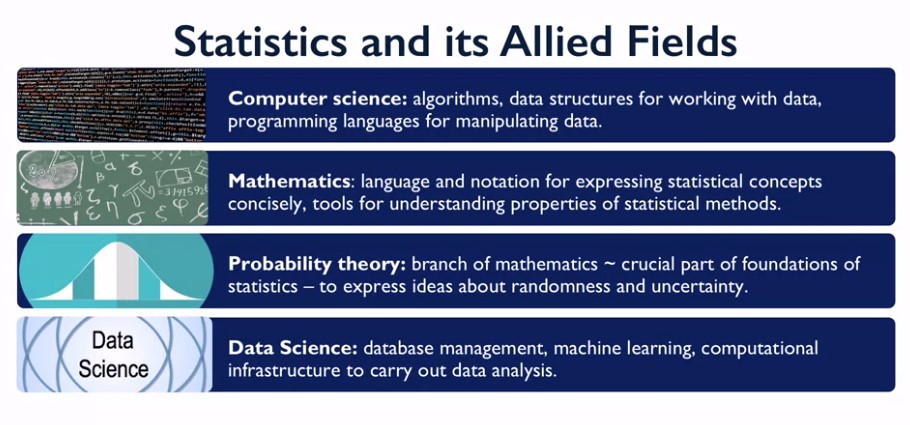 Statistics and its Allied Fields
Computer science: algorithms, data structures for working with data,
programming languages for manipulating data.
Mathematics: language and notation for expressing statistical concepts
concisely, tools for understanding properties of statistical methods.
Probability theory: branch of mathematics ~ crucial part of foundations of
statistics – to express ideas about randomness and uncertainty.
Data
Science
Data Science: database management, machine learning, computational
infrastructure to carry out data analysis.